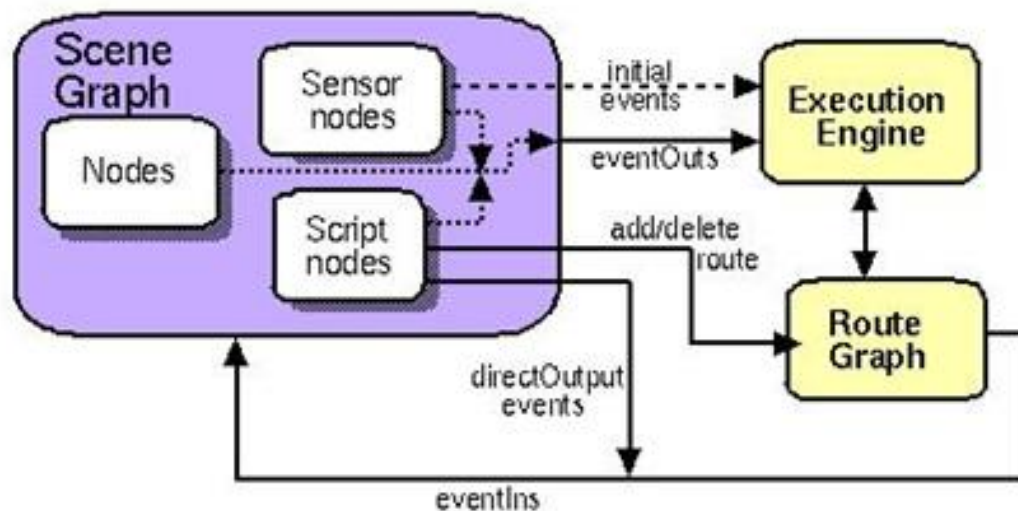 Scene
Graph
Sensor
nodes
Nodes
Script
nodes
initial
events
eventOuts
Execution
Engine
add/delete
route
Route
Graph
directOutput
events
eventIns